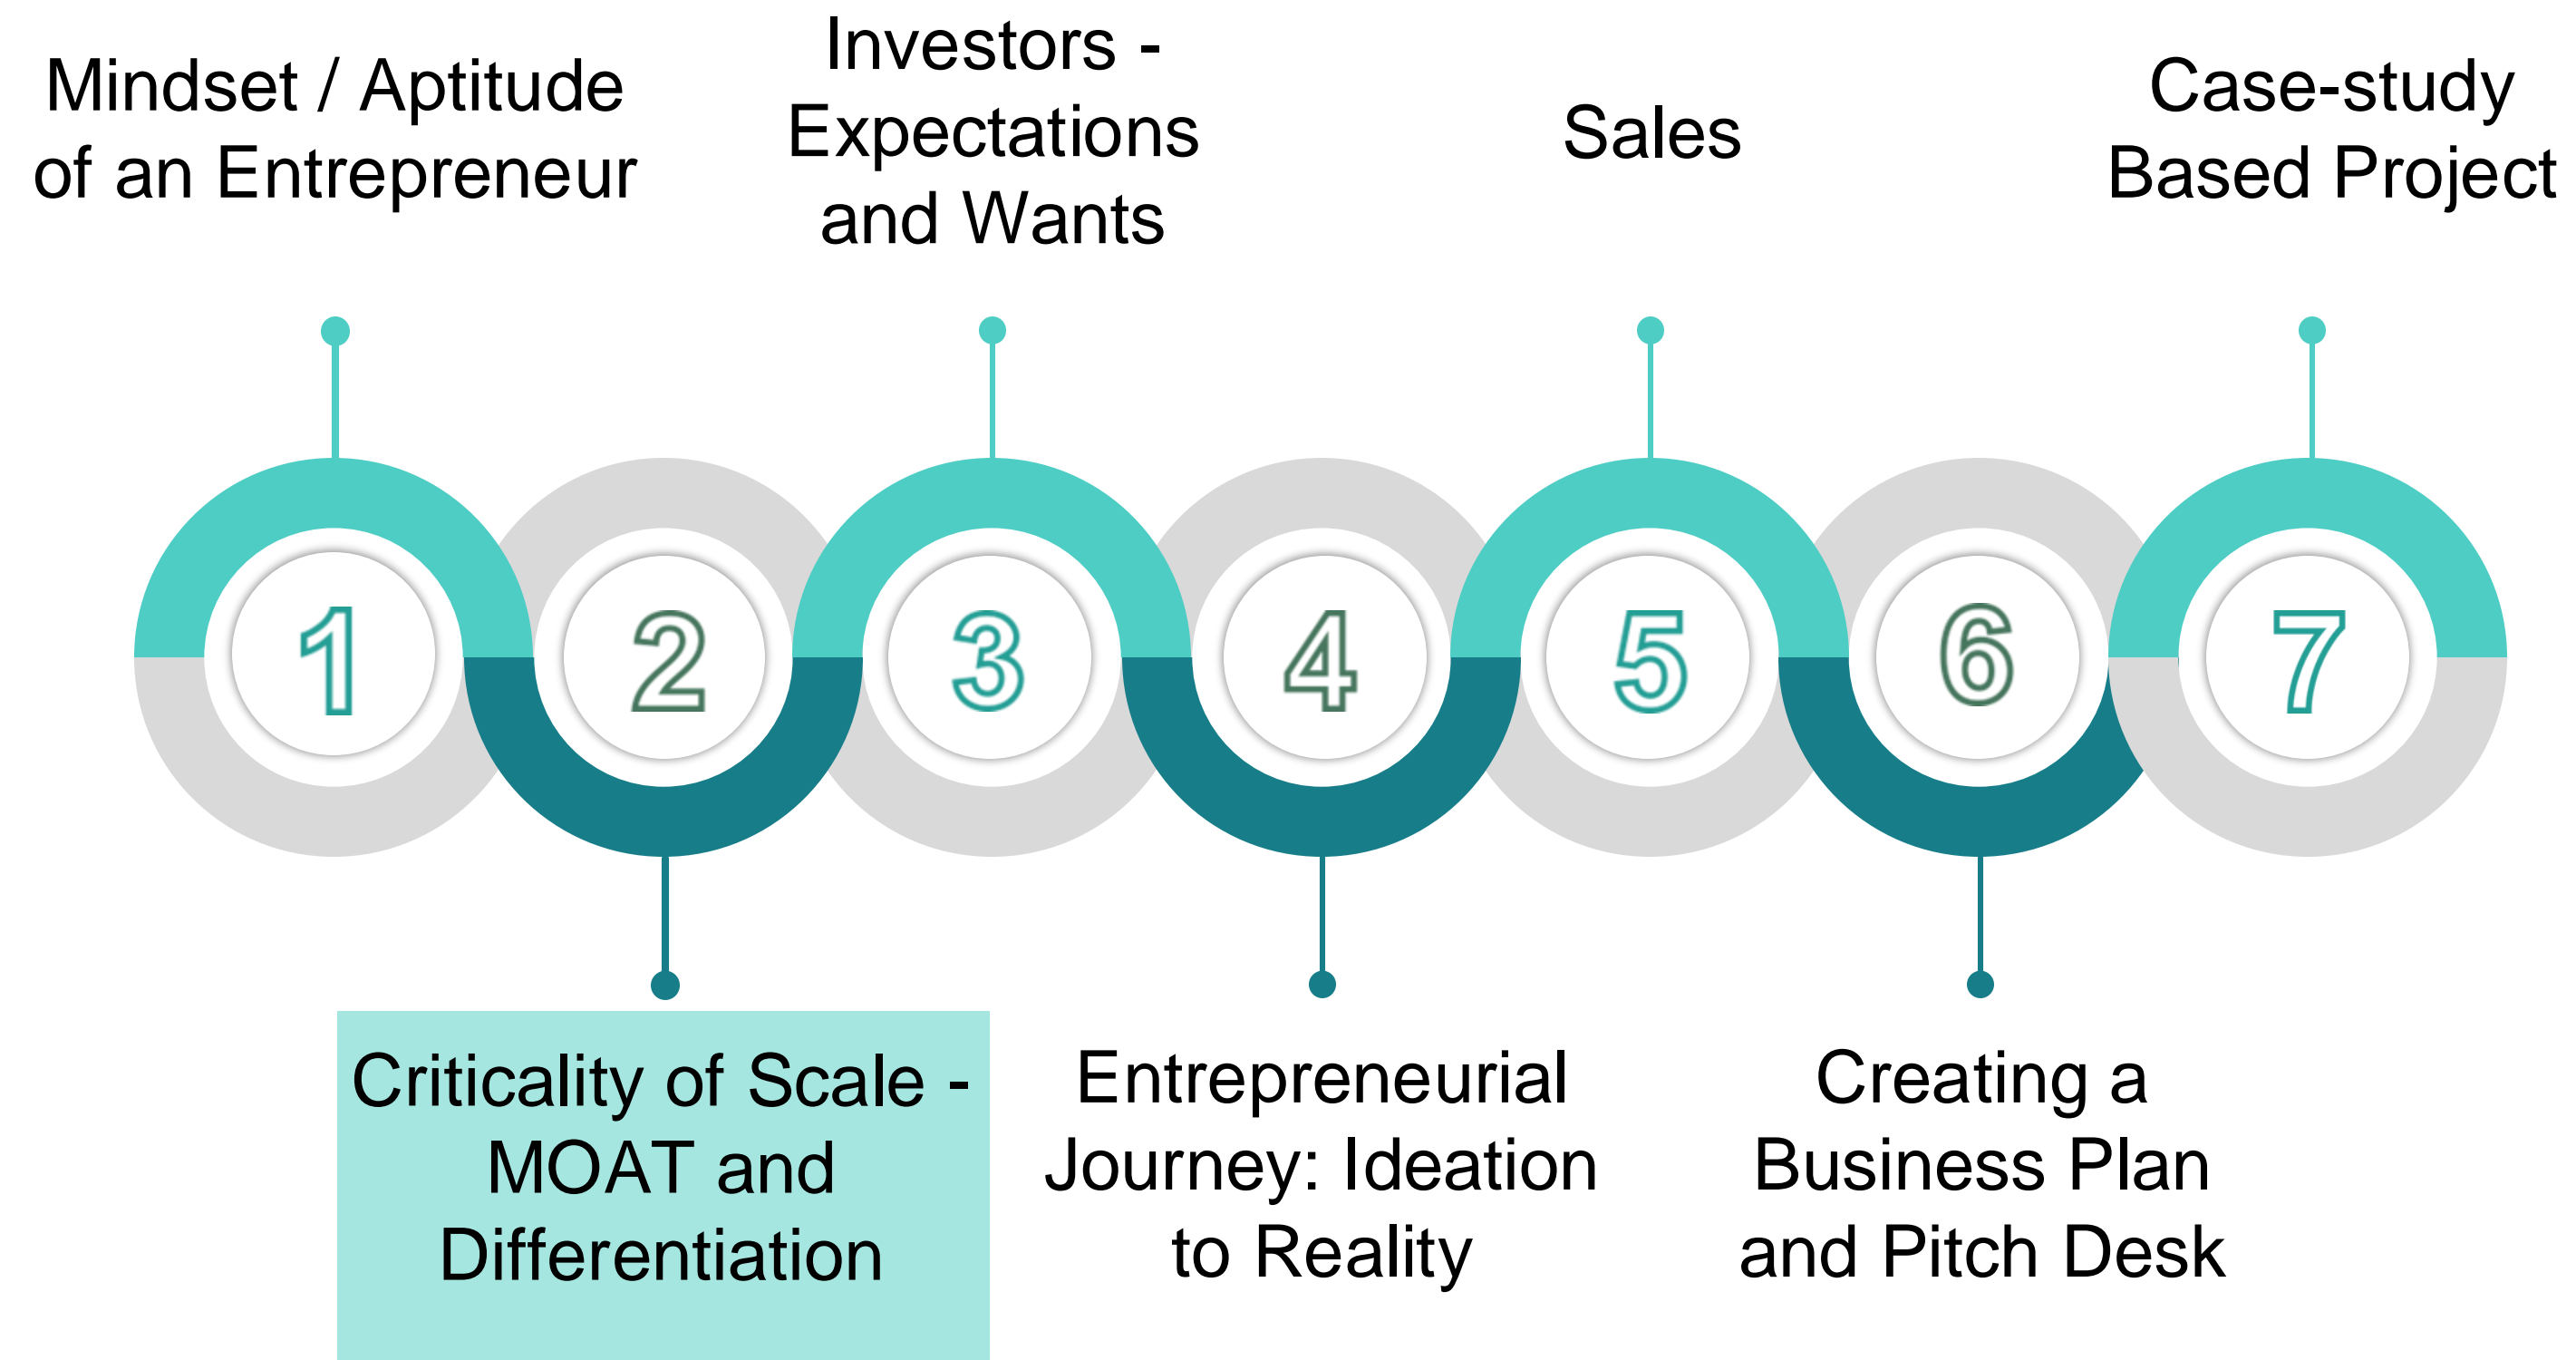 Mindset / Aptitude
of an Entrepreneur
Investors -
Expectations
and Wants
Sales
Case-study
Based Project
1
2
3
4
5
6
7
Criticality of Scale -
MOAT and
Differentiation
Entrepreneurial
Journey: Ideation
to Reality
Creating a
Business Plan
and Pitch Desk